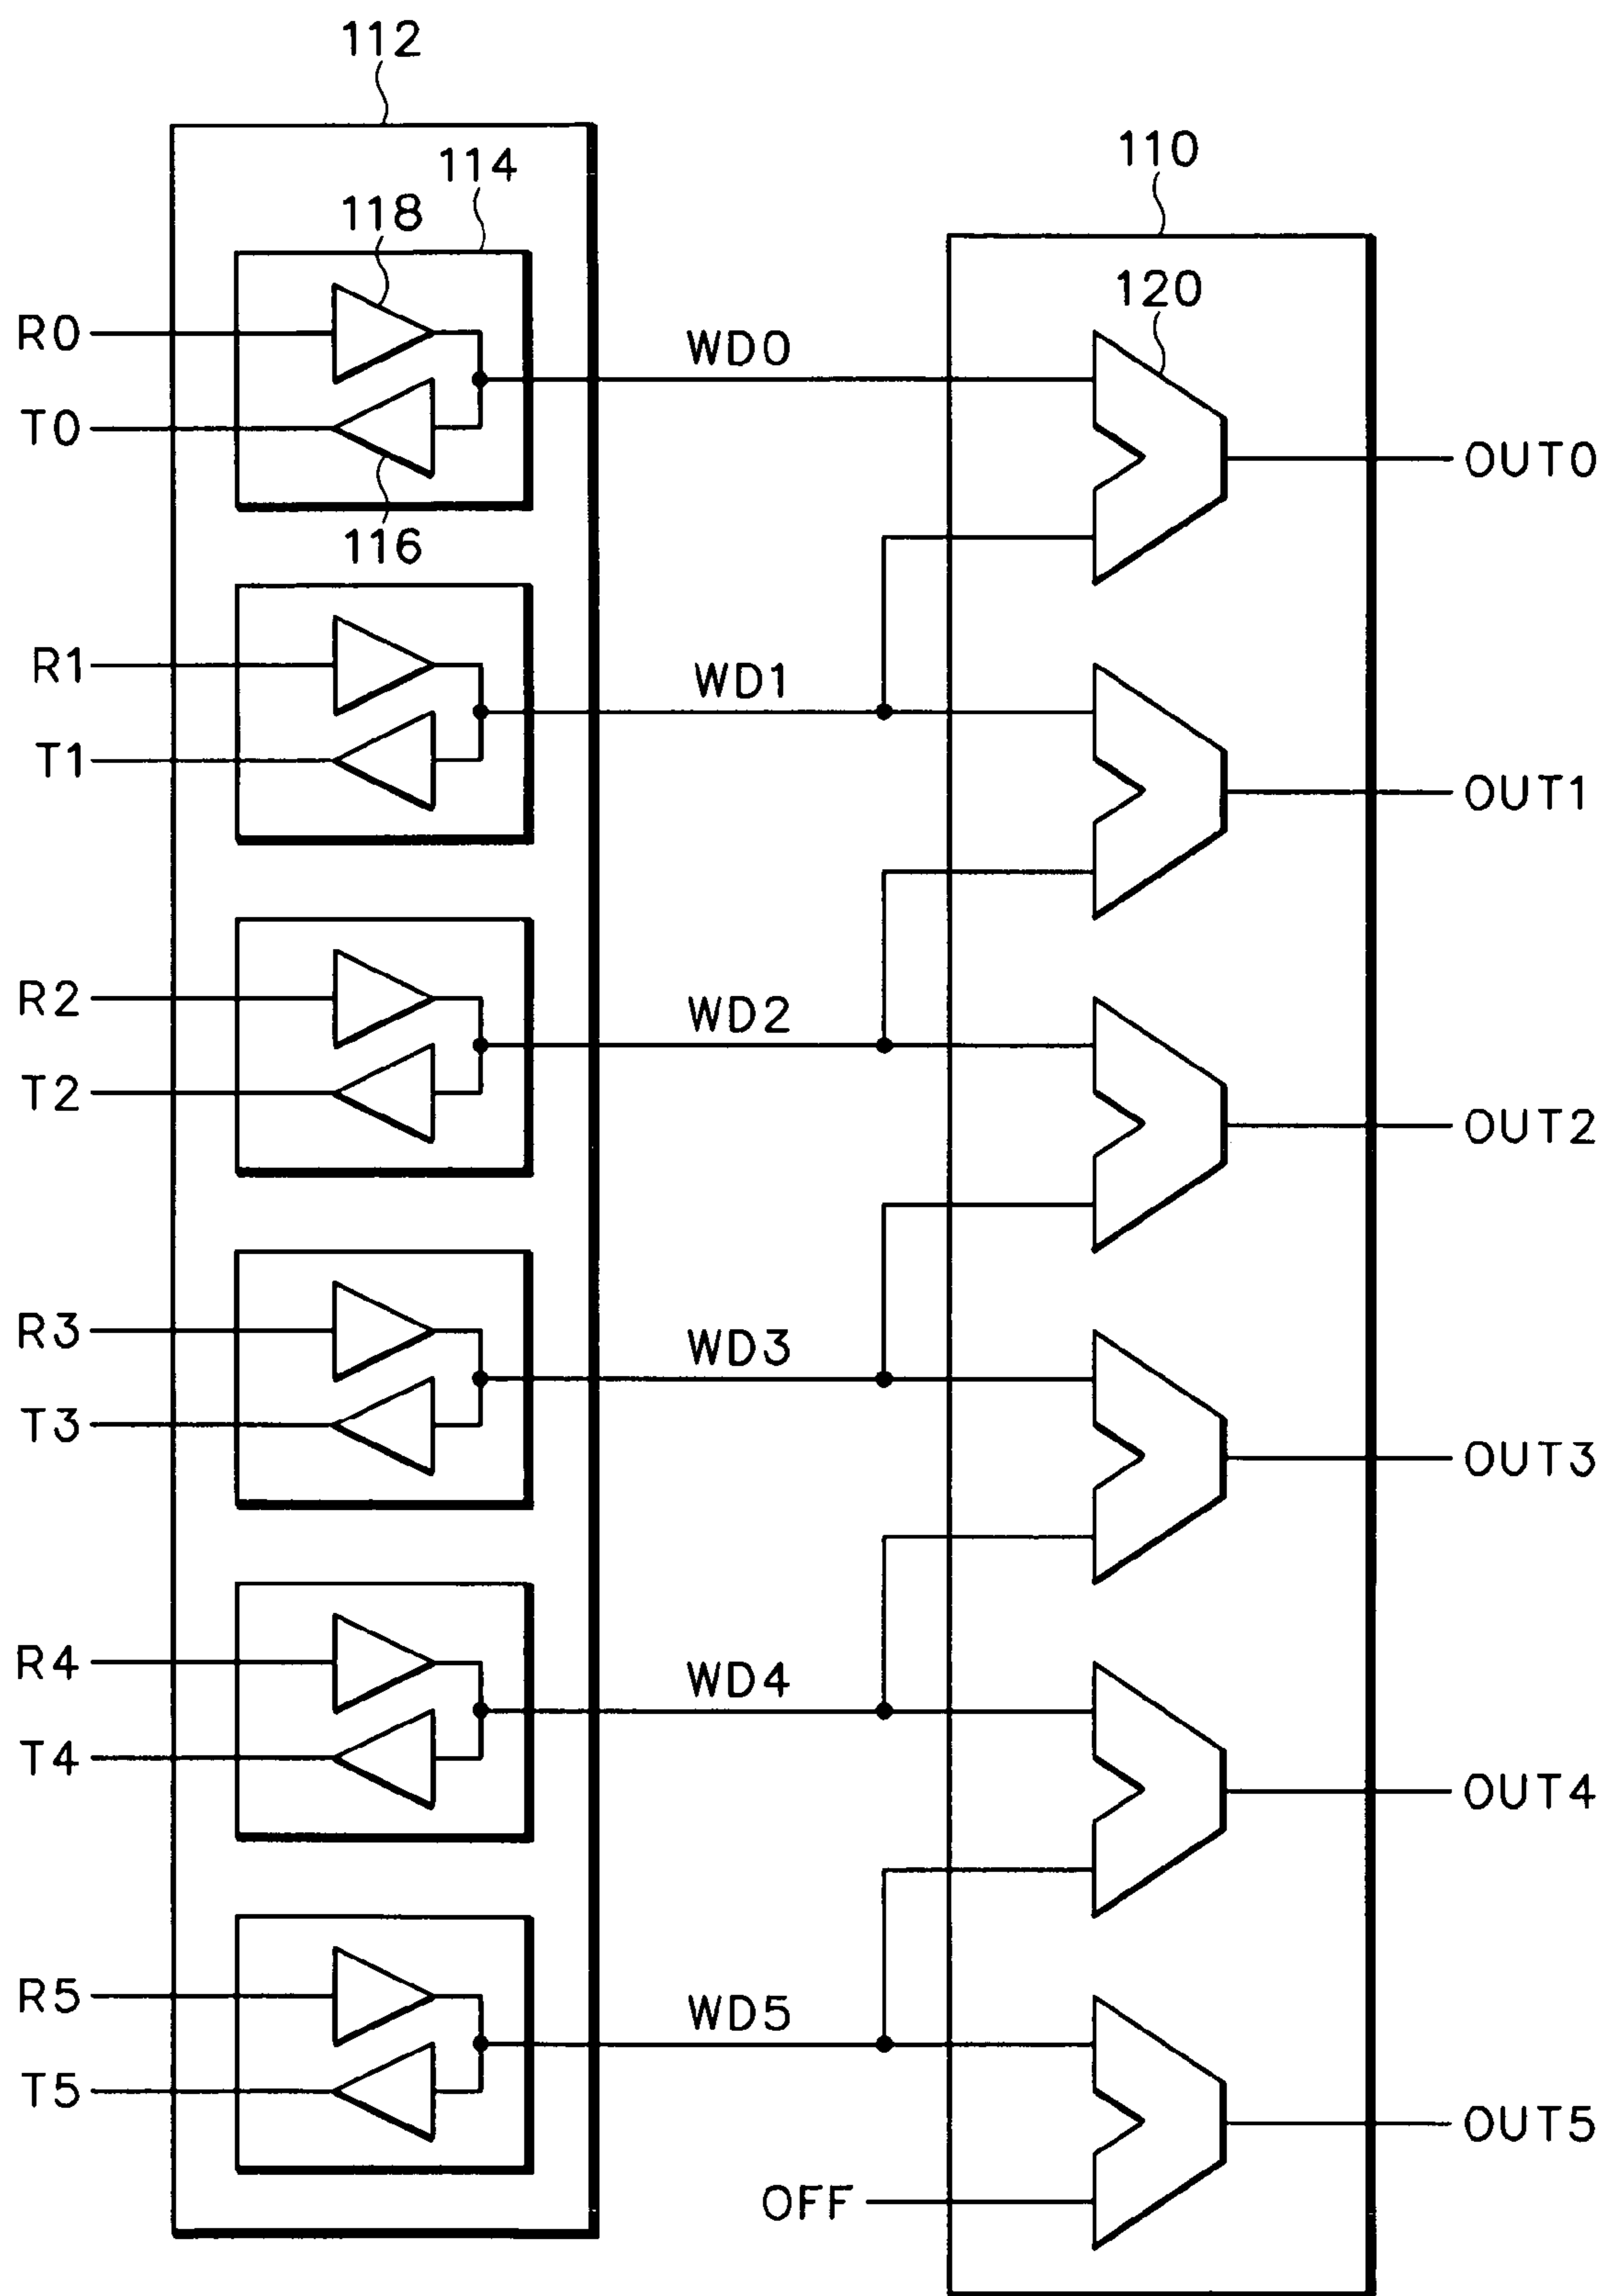 112
110
114
118
120
R0
WD0
T0
OUT0
116
R1
WD1
T1
OUT1
R2
WD2
T2
OUT2
R3
WD3
T3
OUT3
R4
WD4
T4
OUT4
R5
WD5
T5
OUT5
OFF